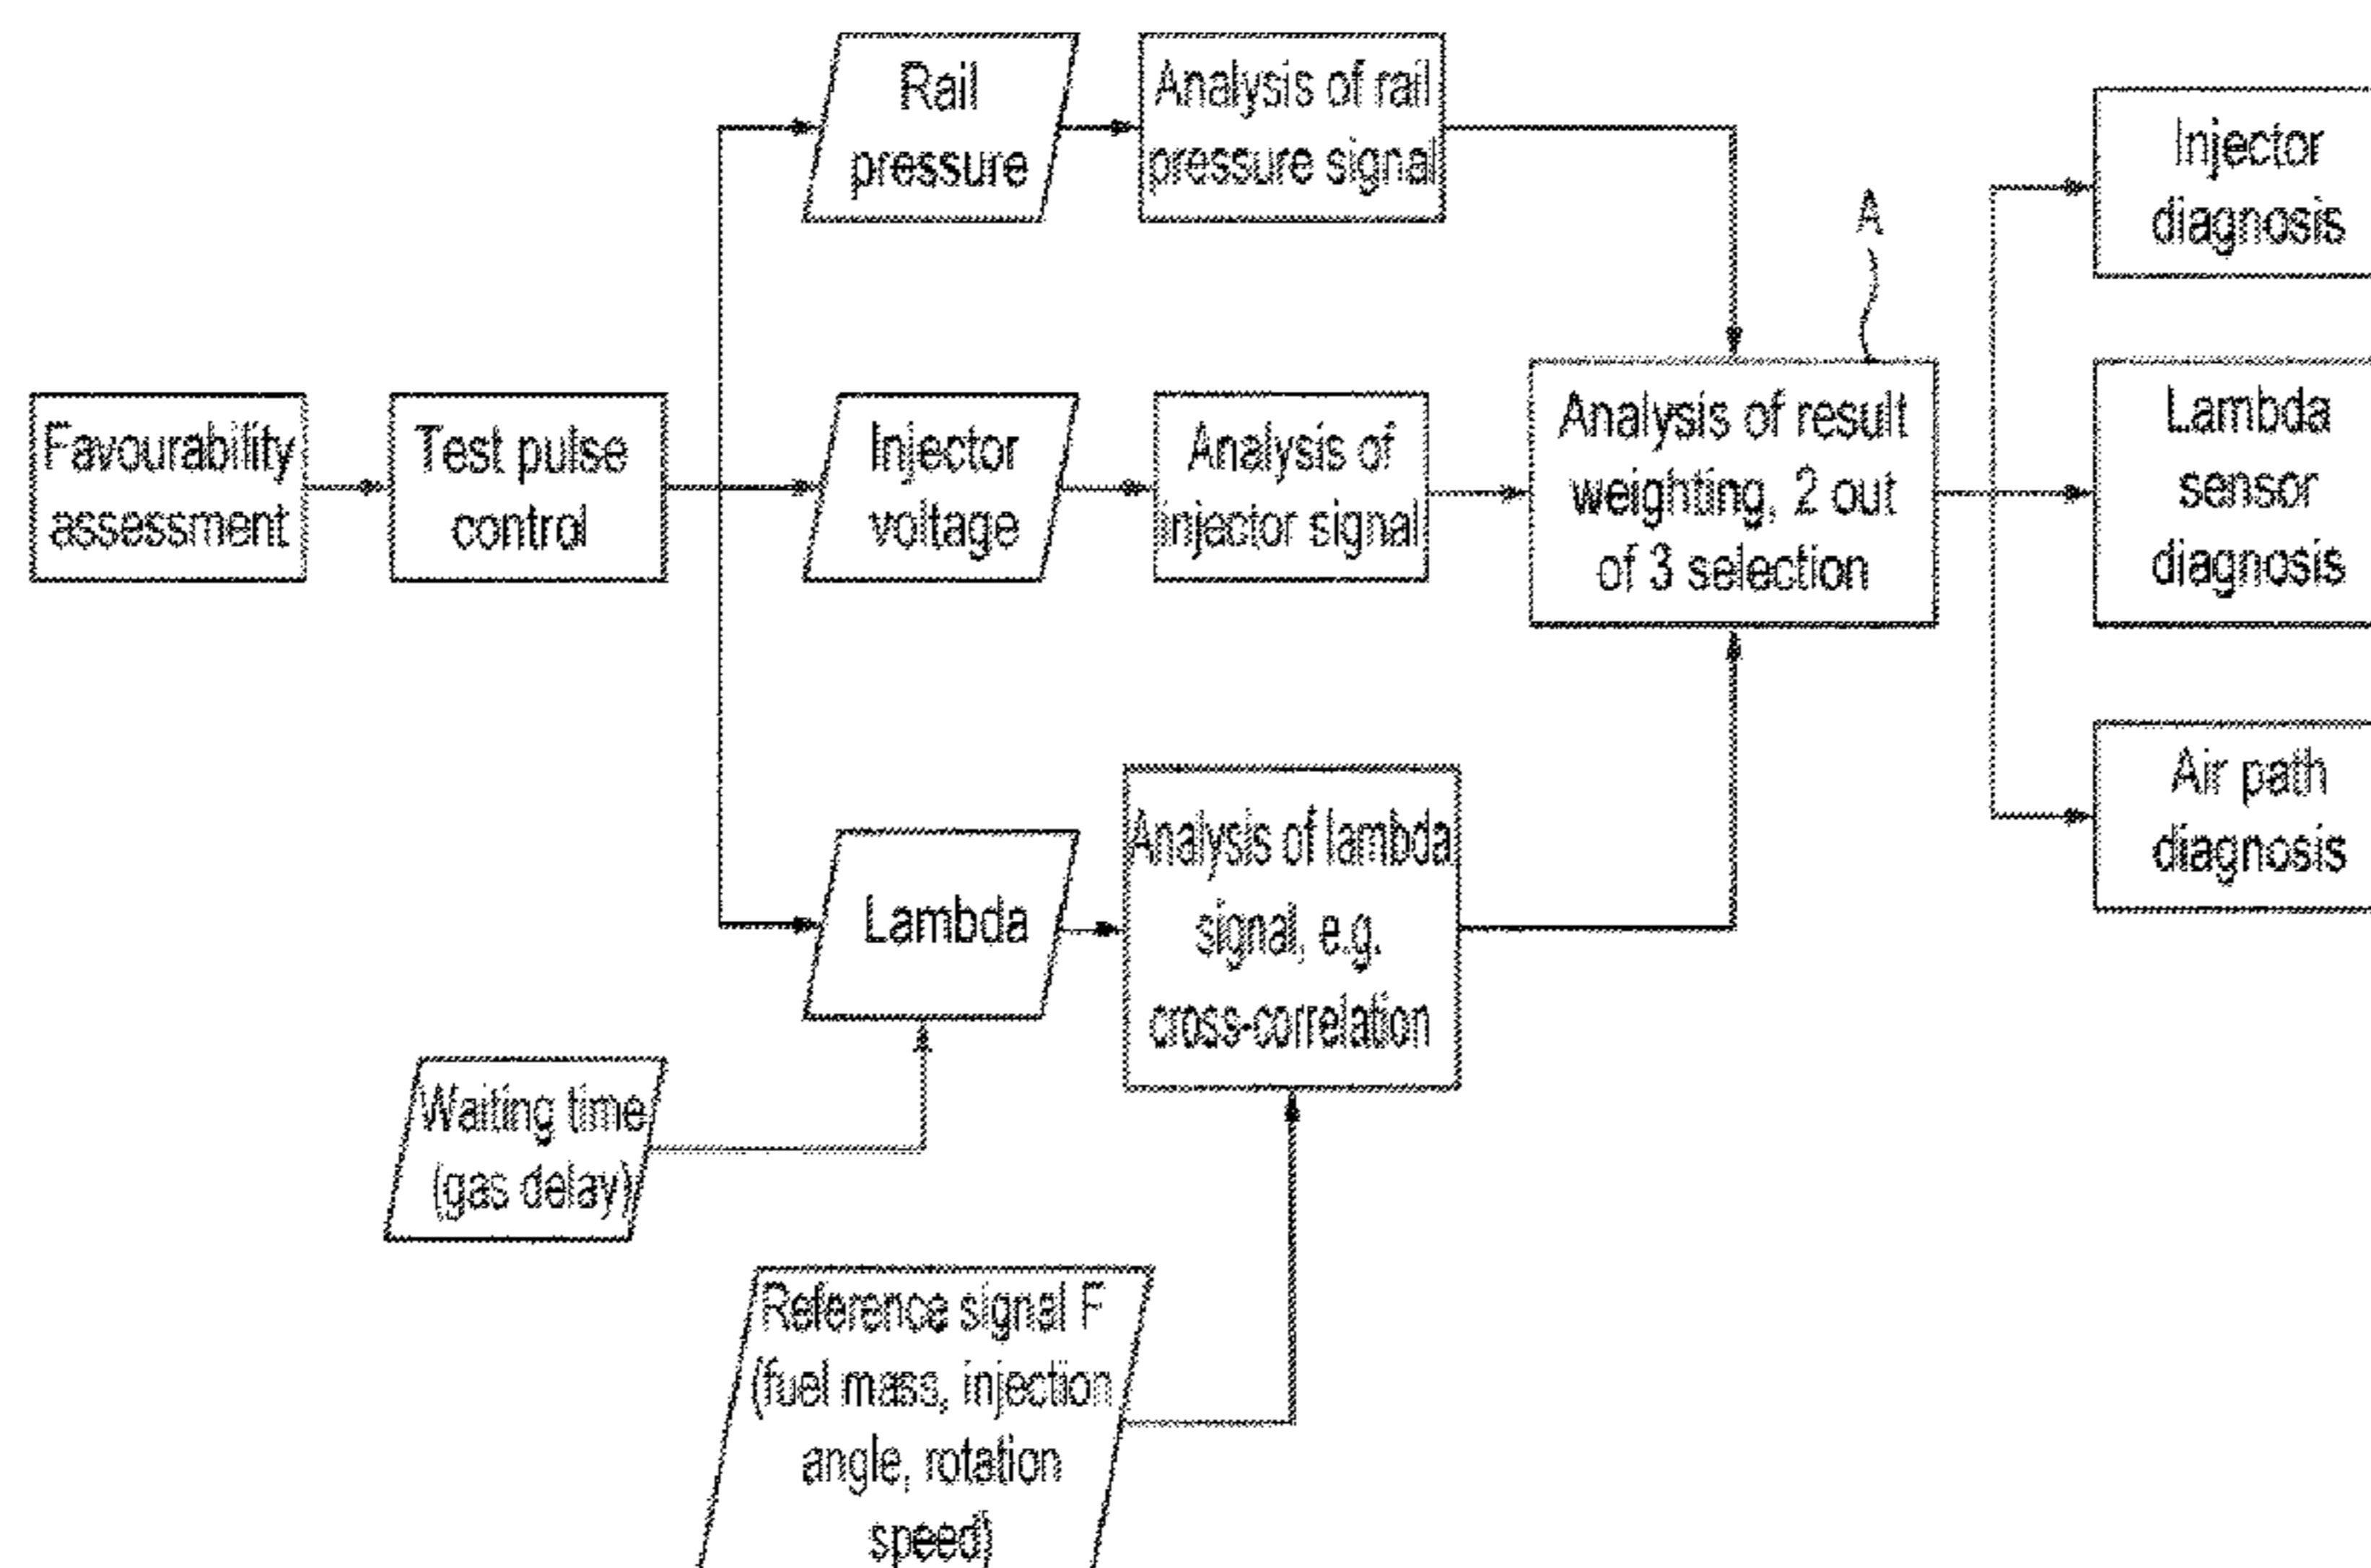 Rail
pressure
Analysis of rail
pressure signal
Injector
diagnosis
A
Favourability
assessment
Test pulse
control
Injector
voltage
Analysis of
injector signal
Analysis of result
weighting, 2 out
of 3 selection
Lambda
sensor
diagnosis
Lambda
Analysis of lambda
signal, e.g.
cross-correlation
Air path
diagnosis
Waiting time
(gas delay)
Reference signal F
(fuel mass, injection
angle, rotation
speed)